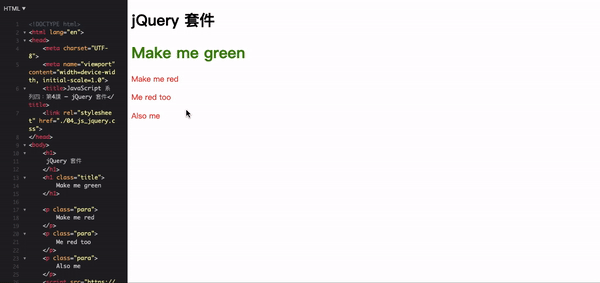 HTML ▼
1 <!DOCTYPE html>
2 ▼ <html lang="en">
3 ▼ <head>
4 <meta charset="UTF-
8">
5 <meta name="viewport"
content="width=device-wid
th, initial-scale=1.0">
6 <title>JavaScript 系
列四：第4課 – jQuery 套件</
title>
7 <link rel="styleshee
t" href="./04_js_jquery.c
ss">
8 </head>
9 ▼ <body>
10 ▼ <h1>
11 jQuery 套件
12 </h1>
13 ▼ <h1 class="title">
14 Make me green
15 </h1>
16
17 ▼ <p class="para">
18 Make me red
19 </p>
20 ▼ <p class="para">
21 Me red too
22 </p>
23 ▼ <p class="para">
24 Also me
25 </p>
<script src="https://
jQuery 套件
Make me green
Make me red
Me red too
Also me